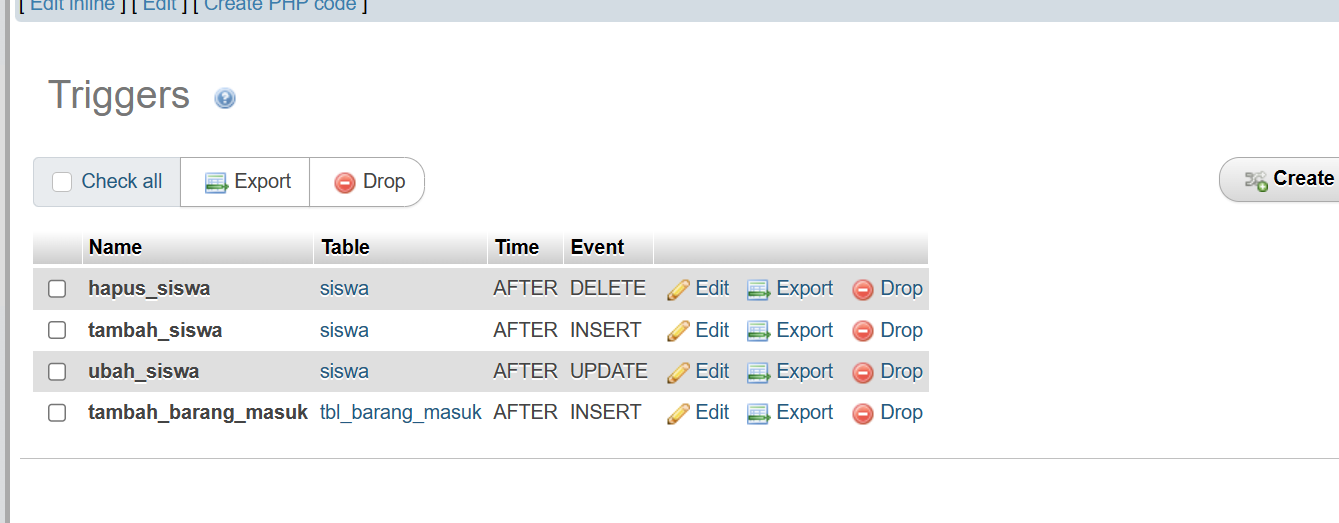 [ Edit inline ] [ Edit ] [ Create PHP code ]
Triggers
Check all Export Drop
Create
Name Table Time Event
hapus_siswa siswa AFTER DELETE Edit Export Drop
tambah_siswa siswa AFTER INSERT Edit Export Drop
ubah_siswa siswa AFTER UPDATE Edit Export Drop
tambah_barang_masuk tbl_barang_masuk AFTER INSERT Edit Export Drop